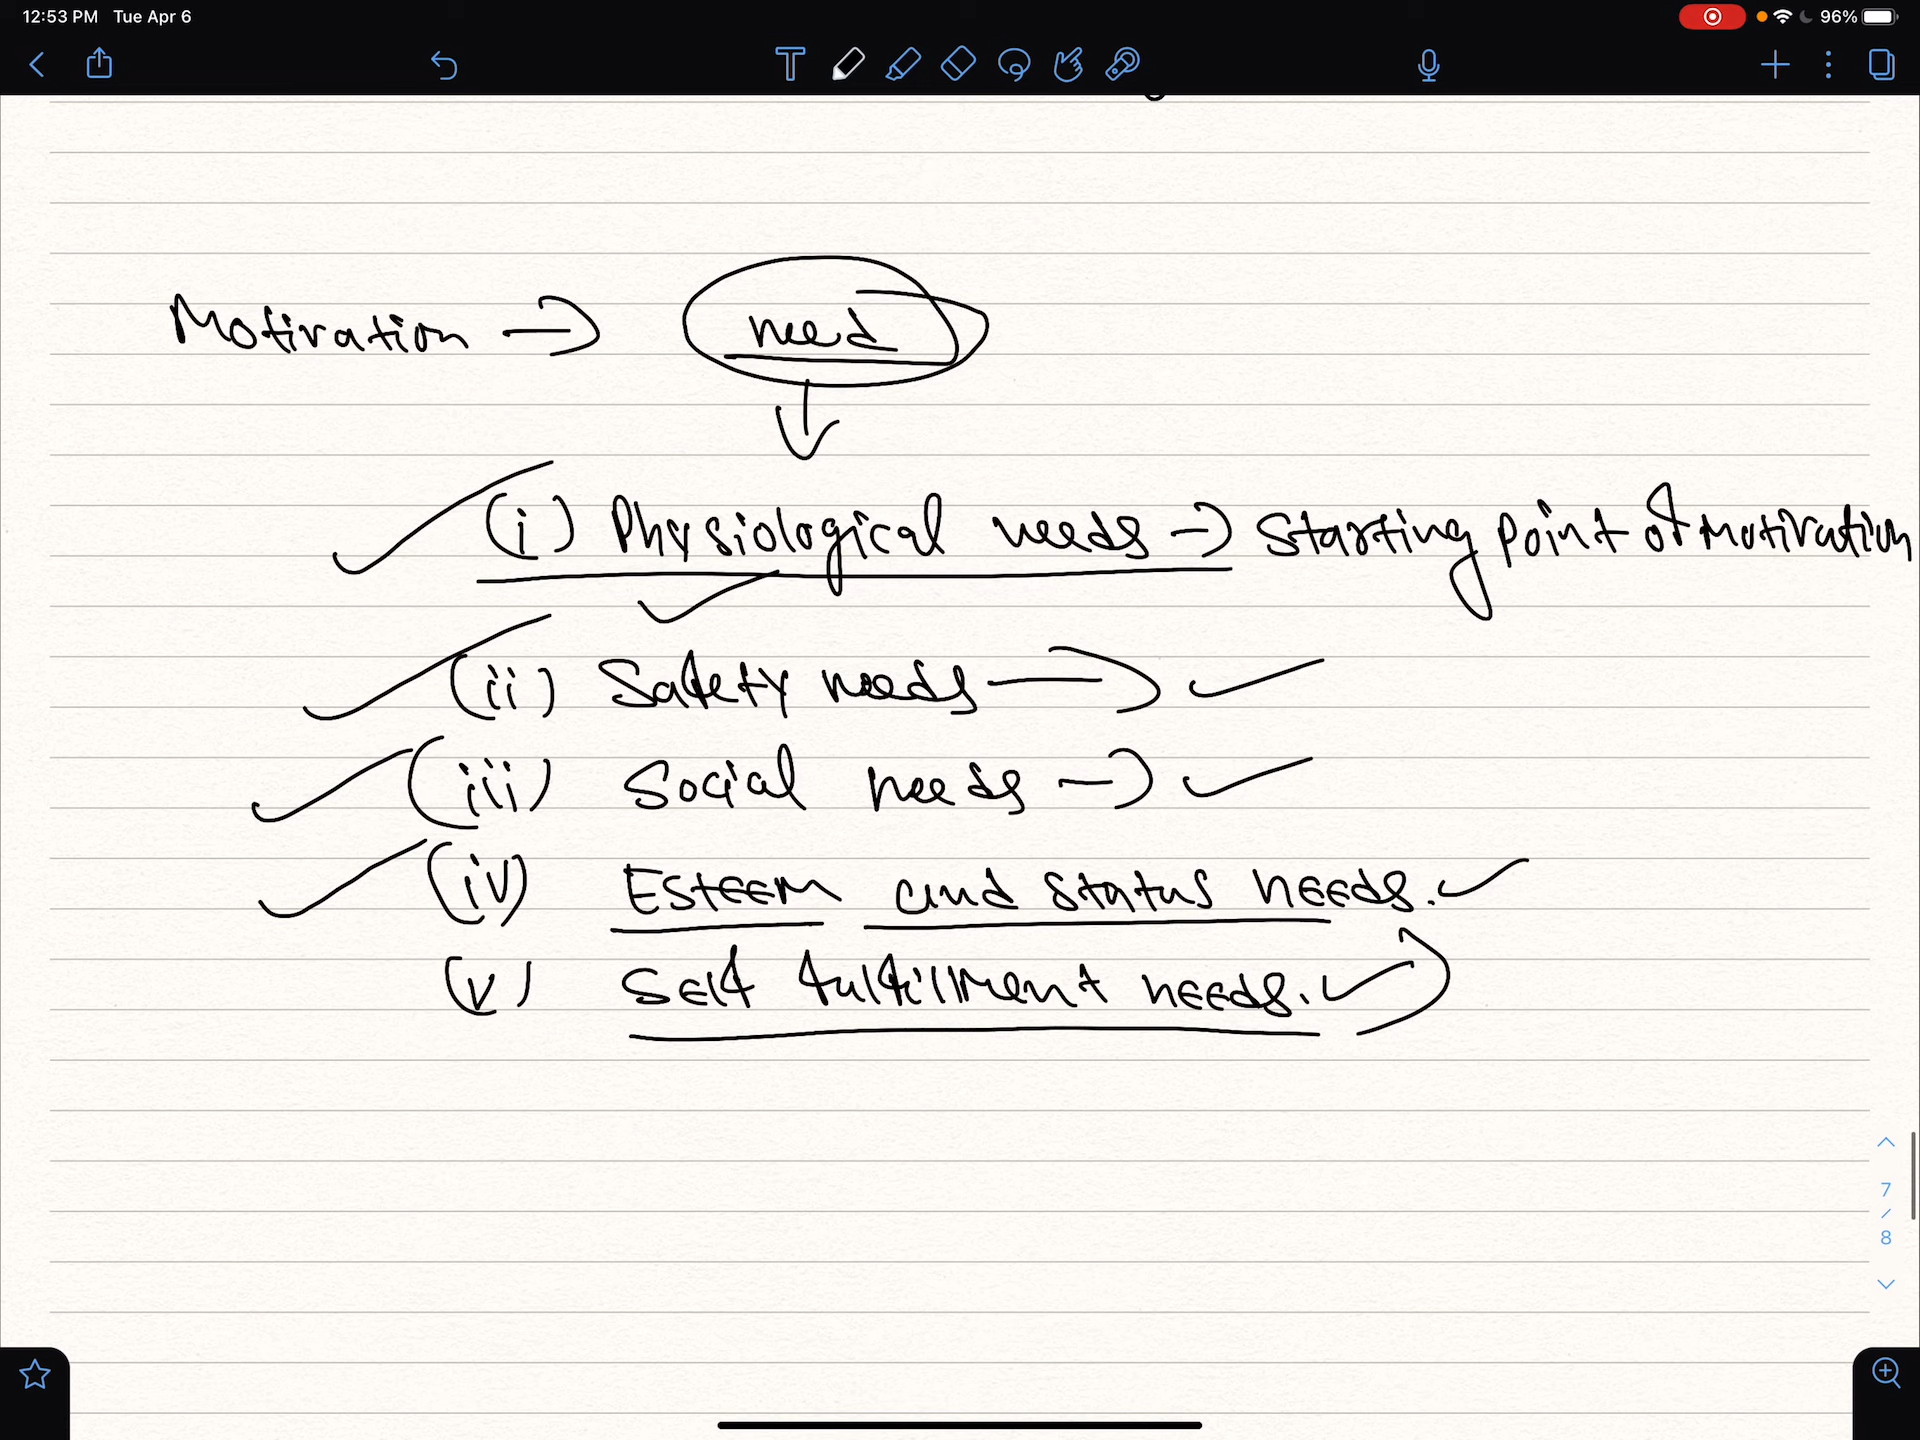 12:53 PM Tue Apr 6
96%
Motivation → need
(i) Physiological needs → Starting point of Motivation
(ii) Safety needs →
(iii) Social needs →
(iv) Esteem and status needs.
(v) Self fulfillment needs.
7
/
8